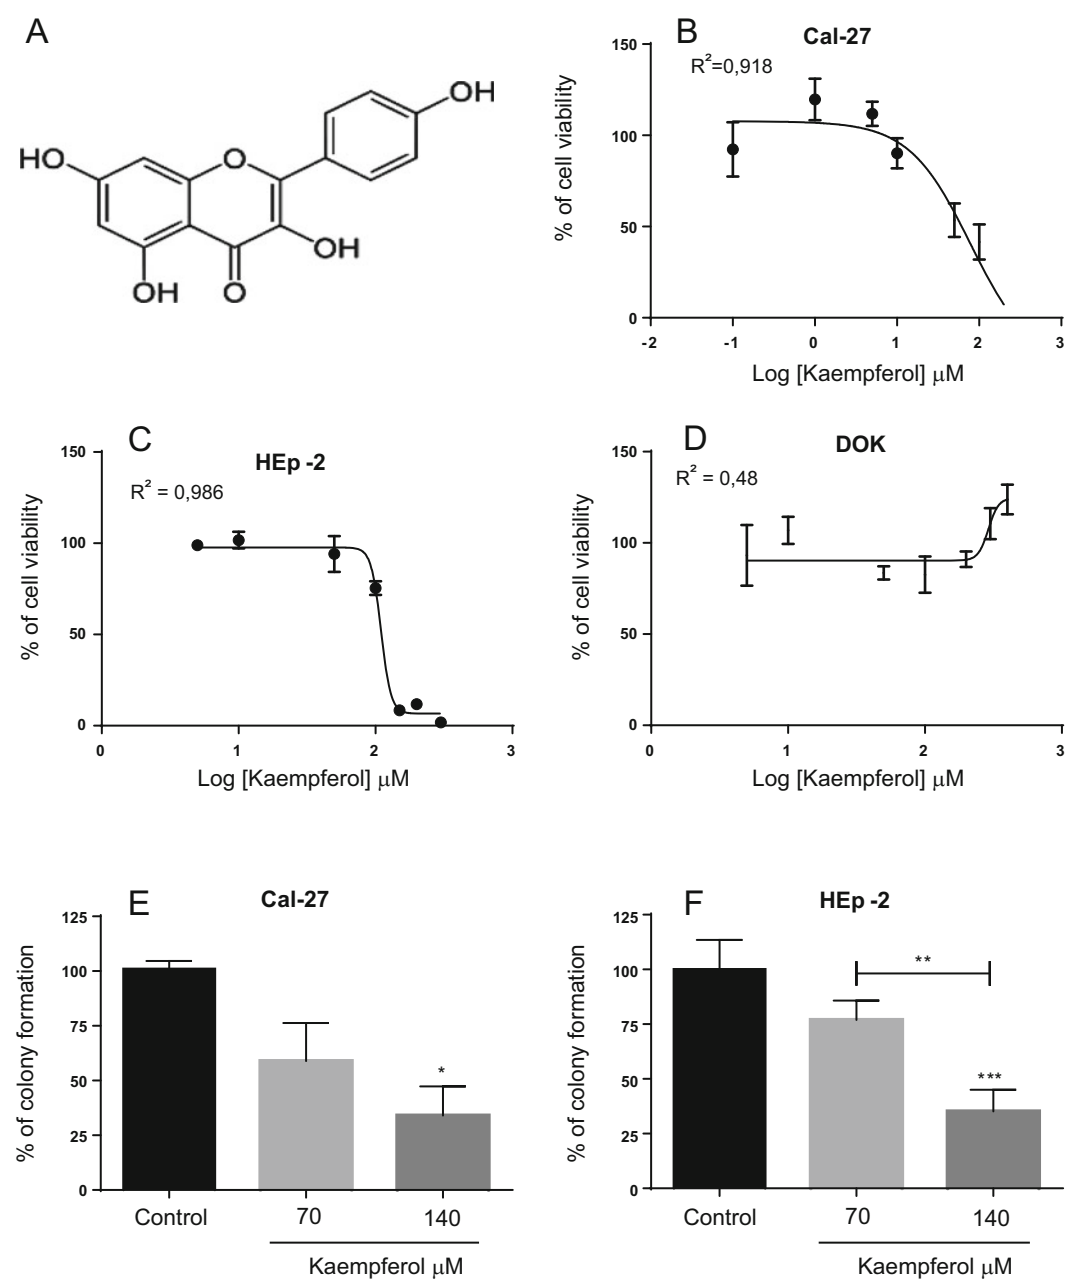 A
OH
HO
O
OH
OH
O
B
Cal-27
R²=0,918
% of cell viability
150
100
50
0
-2
-1
0
1
2
3
Log [Kaempferol] μM
C
HEp -2
R² = 0,986
% of cell viability
150
100
50
0
0
1
2
3
Log [Kaempferol] μM
D
DOK
R² = 0,48
% of cell viability
150
100
50
0
0
1
2
3
Log [Kaempferol] μM
E
Cal-27
% of colony formation
125
100
75
50
25
0
*
Control
70
140
Kaempferol μM
F
HEp -2
% of colony formation
125
100
75
50
25
0
**
***
Control
70
140
Kaempferol μM